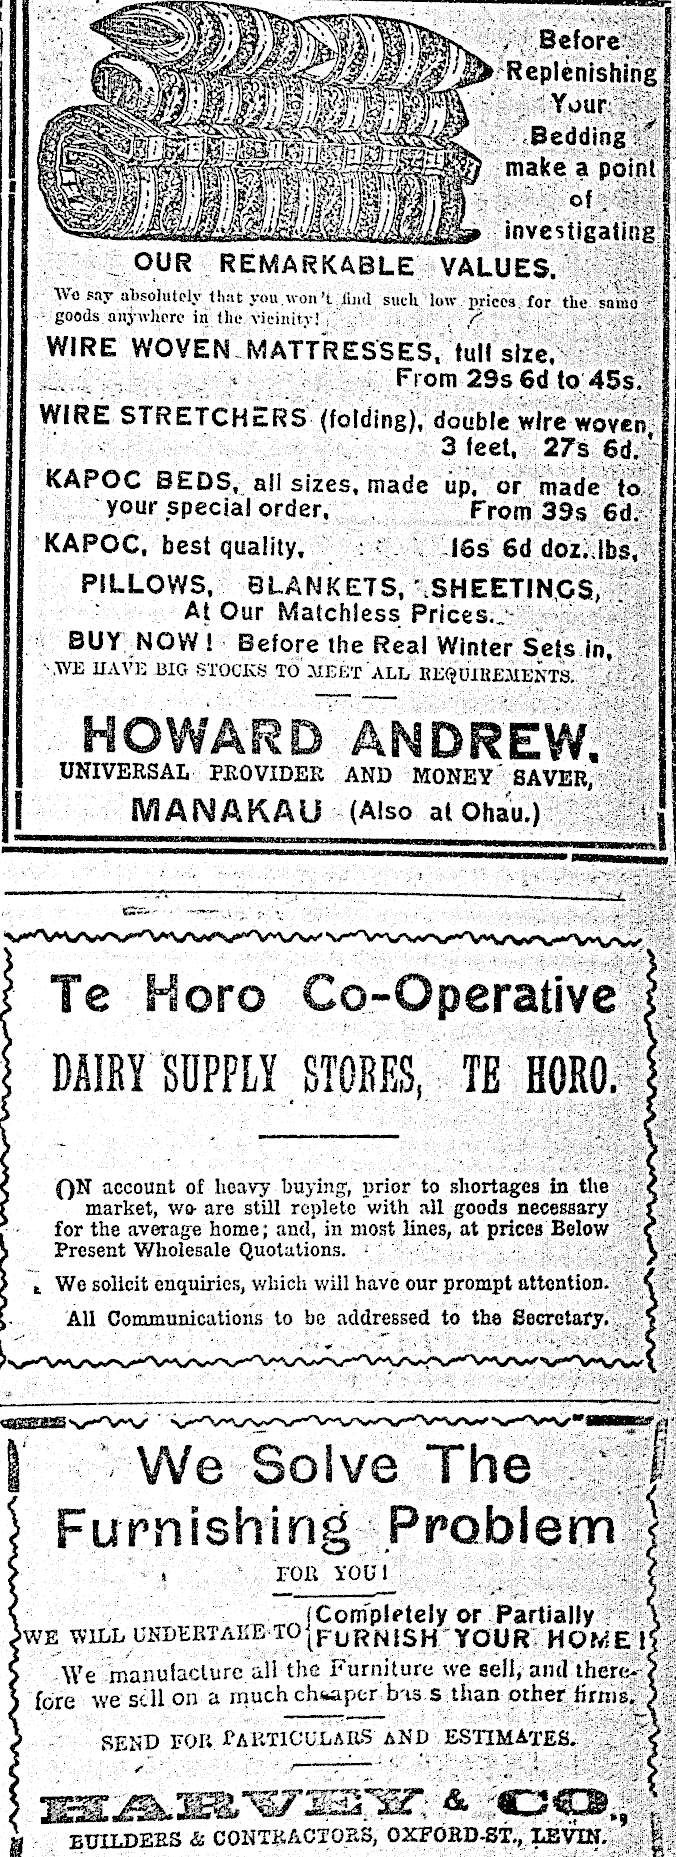 Before
Replenishing
Your
Bedding
make a point
of
investigating
OUR REMARKABLE VALUES.
We say absolutely that you won't find such low prices for the same
goods anywhere in the vicinity!
WIRE WOVEN MATTRESSES, full size,
From 29s 6d to 45s.
WIRE STRETCHERS (folding), double wire woven,
3 feet, 27s 6d.
KAPOC BEDS, all sizes, made up, or made to
your special order, From 39s 6d.
KAPOC, best quality, 16s 6d doz. lbs,
PILLOWS, BLANKETS, SHEETINGS,
At Our Matchless Prices.
BUY NOW! Before the Real Winter Sets in,
WE HAVE BIG STOCKS TO MEET ALL REQUIREMENTS.
HOWARD ANDREW.
UNIVERSAL PROVIDER AND MONEY SAVER,
MANAKAU (Also at Ohau.)
Te Horo Co-Operative
DAIRY SUPPLY STORES, TE HORO.
ON account of heavy buying, prior to shortages in the
market, we are still replete with all goods necessary
for the average home; and, in most lines, at prices Below
Present Wholesale Quotations.
We solicit enquiries, which will have our prompt attention.
All Communications to be addressed to the Secretary.
We Solve The
Furnishing Problem
FOR YOU!
WE WILL UNDERTAKE TO { Completely or Partially
FURNISH YOUR HOME!
We manufacture all the Furniture we sell, and there-
fore we sell on a much cheaper bas s than other firms.
SEND FOR PARTICULARS AND ESTIMATES.
HARVEY & CO.,
BUILDERS & CONTRACTORS, OXFORD-ST., LEVIN.